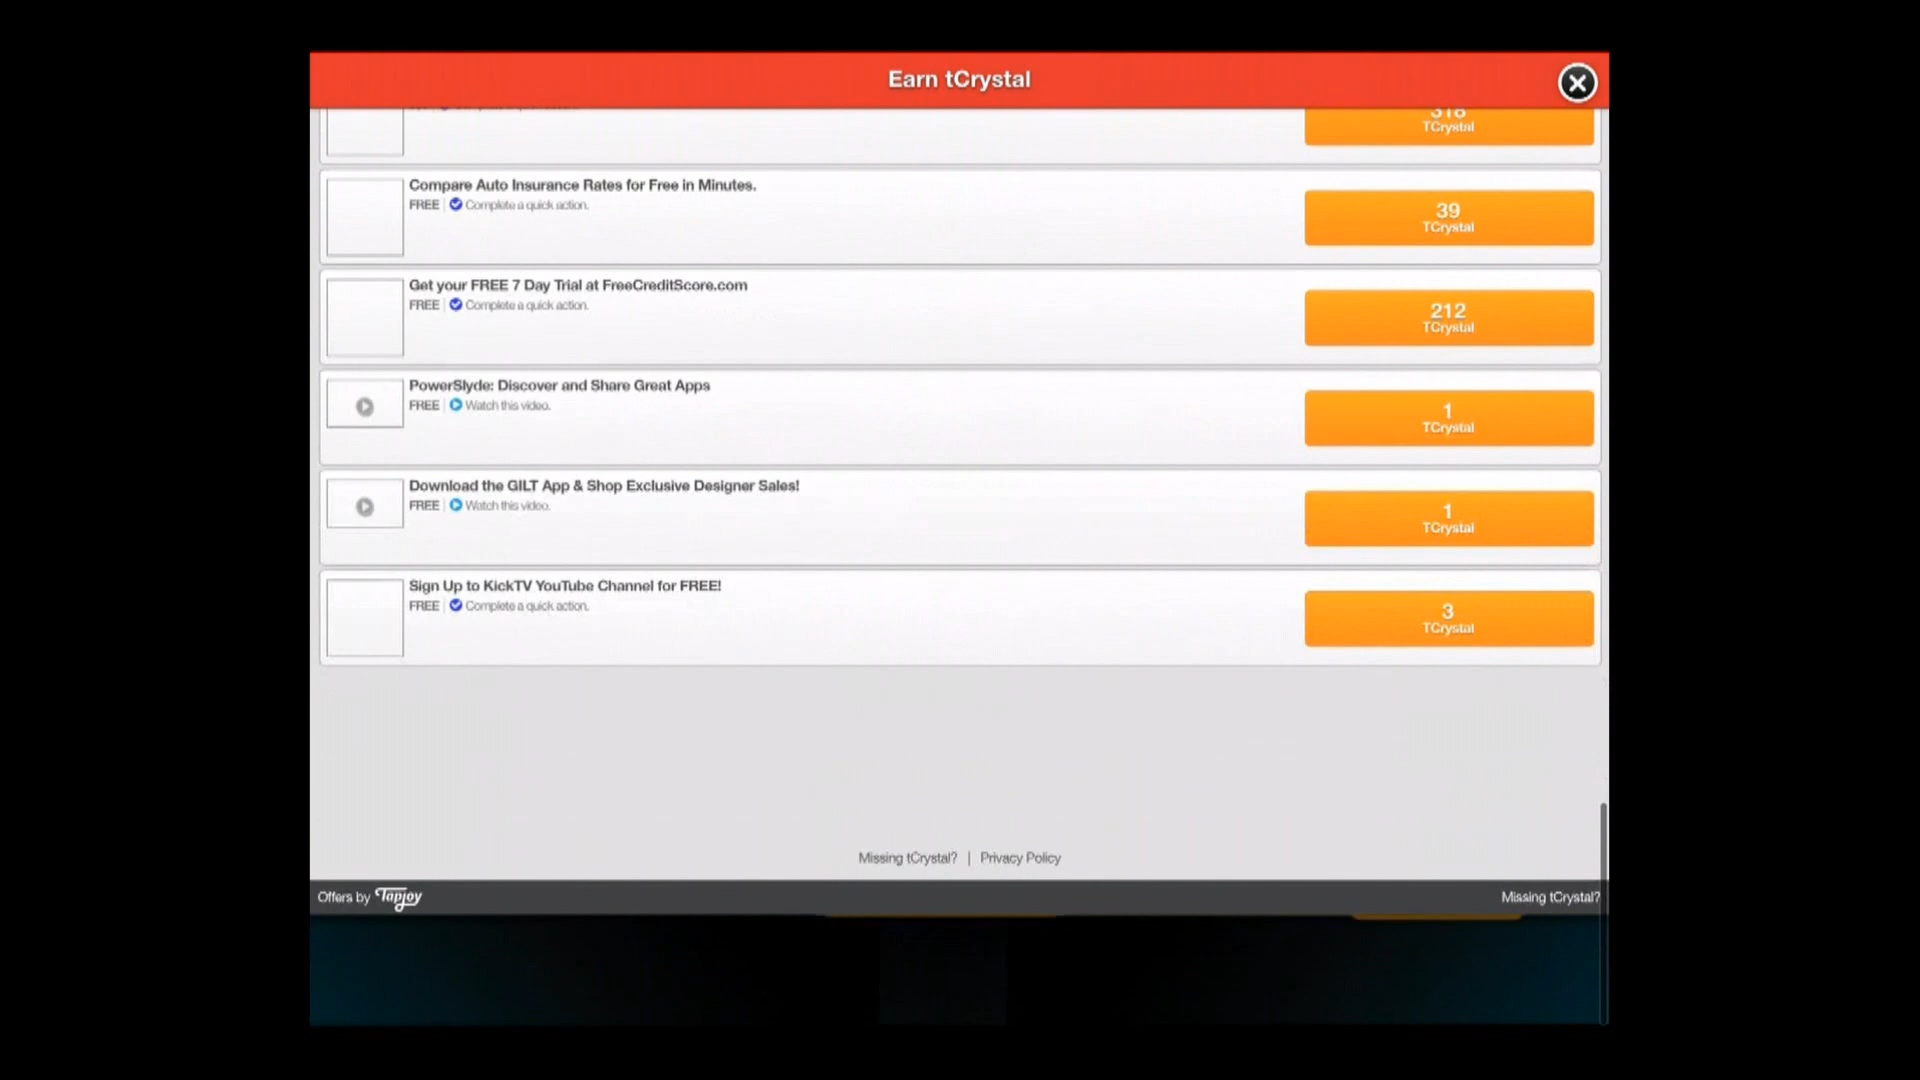 Earn tCrystal
318
TCrystal
Compare Auto Insurance Rates for Free in Minutes.
FREE | Complete a quick action.
39
TCrystal
Get your FREE 7 Day Trial at FreeCreditScore.com
FREE | Complete a quick action.
212
TCrystal
PowerSlyde: Discover and Share Great Apps
FREE | Watch this video.
1
TCrystal
Download the GILT App & Shop Exclusive Designer Sales!
FREE | Watch this video.
1
TCrystal
Sign Up to KickTV YouTube Channel for FREE!
FREE | Complete a quick action.
3
TCrystal
Missing tCrystal? | Privacy Policy
Offers by Tapjoy
Missing tCrystal?